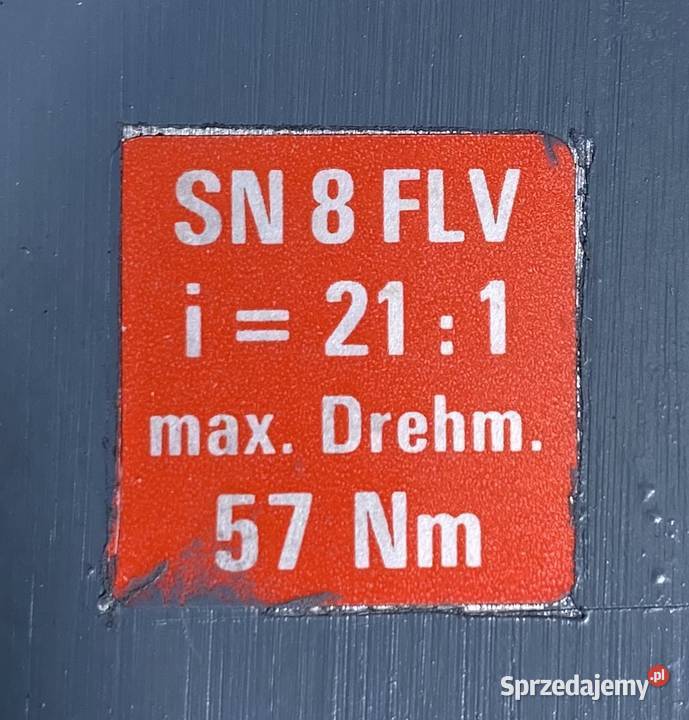 SN 8 FLV
i = 21 : 1
max. Drehm.
57 Nm
Sprzedajemy.pl